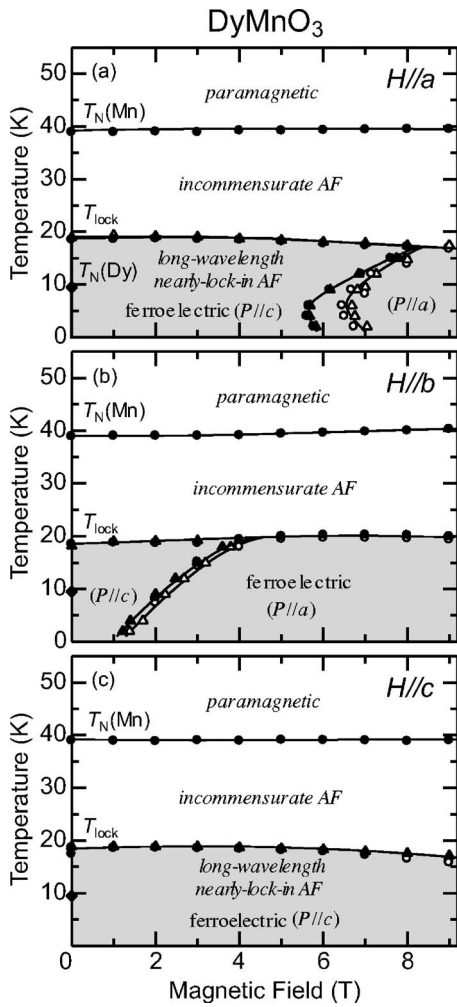 DyMnO3
50
(a)
H//a
paramagnetic
40
TN(Mn)
30
incommensurate AF
20
Tlock
long-wavelength
TN(Dy)
nearly-lock-in AF
10
ferroelectric (P//c)
(P//a)
0
Temperature (K)
50
(b)
H//b
paramagnetic
40
TN(Mn)
30
incommensurate AF
20
Tlock
ferroelectric
10
(P//c)
(P//a)
0
Temperature (K)
50
(c)
H//c
paramagnetic
40
TN(Mn)
30
incommensurate AF
20
Tlock
long-wavelength
nearly-lock-in AF
10
ferroelectric (P//c)
0
Temperature (K)
0 2 4 6 8
Magnetic Field (T)